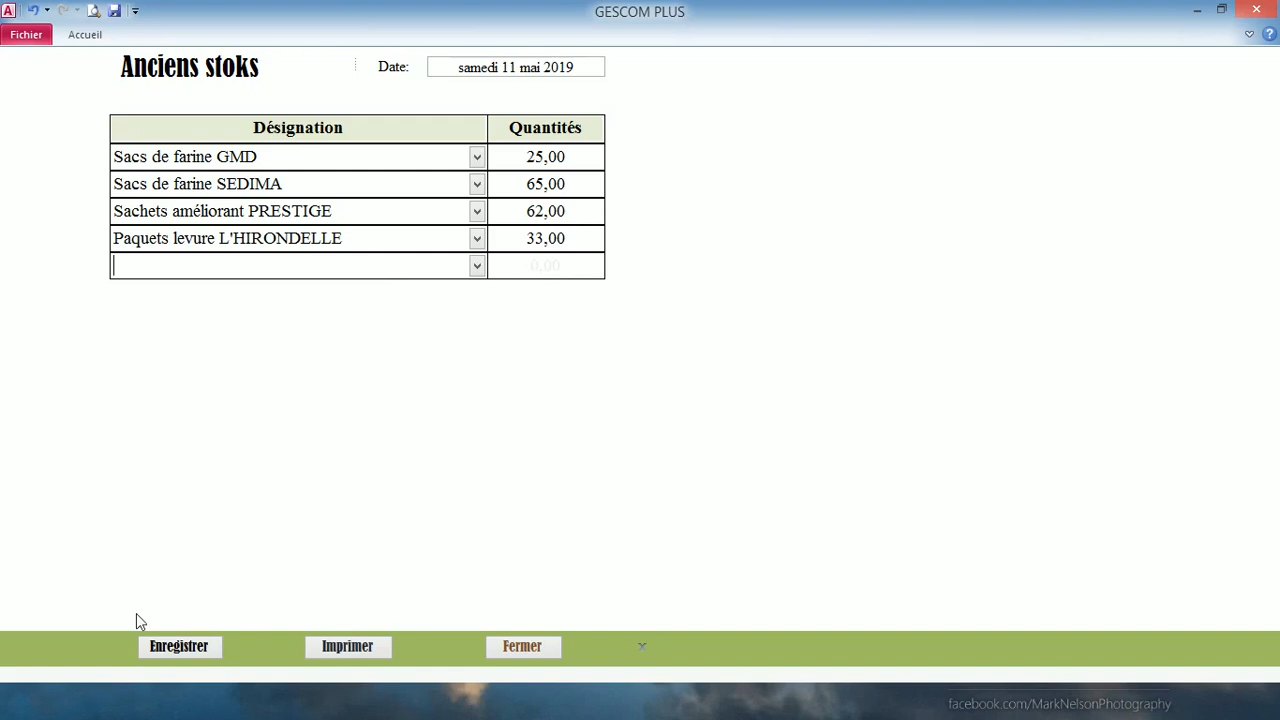 GESCOM PLUS
Fichier Accueil
Anciens stoks Date: samedi 11 mai 2019
Désignation Quantités
Sacs de farine GMD 25,00
Sacs de farine SEDIMA 65,00
Sachets améliorant PRESTIGE 62,00
Paquets levure L'HIRONDELLE 33,00
0,00
Enregistrer Imprimer Fermer
facebook.com/MarkNelsonPhotography